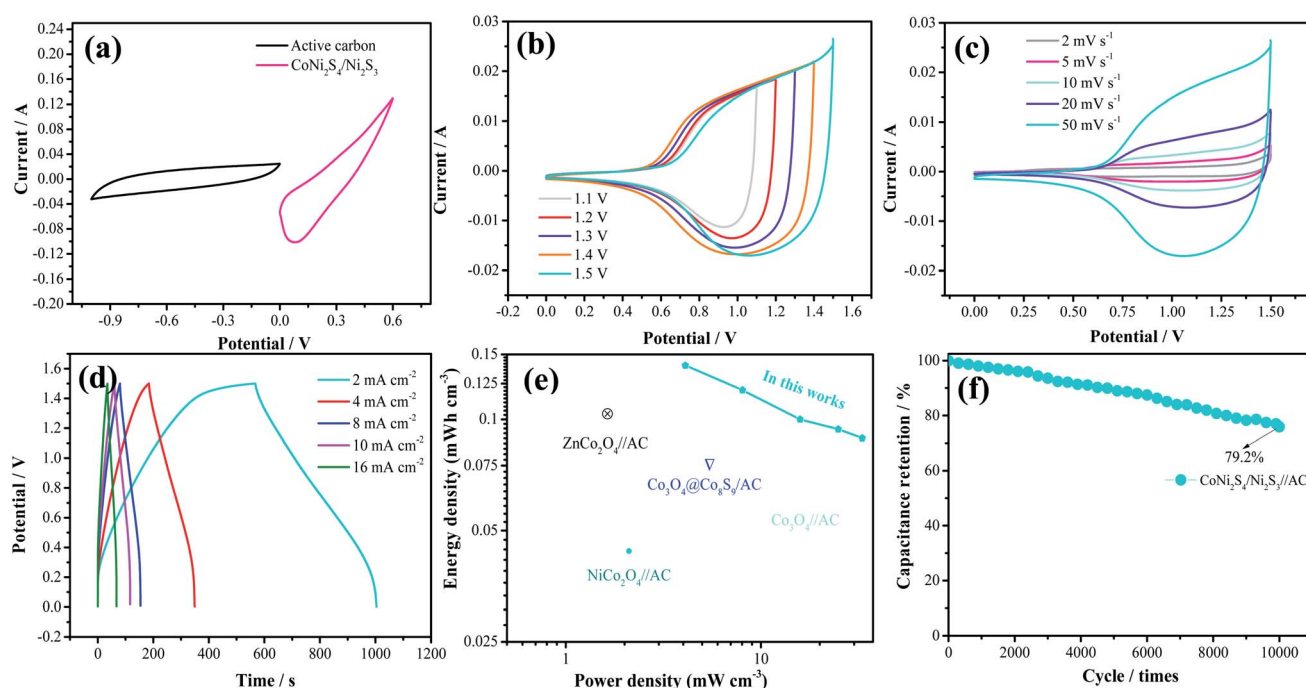 (a)
Active carbon
CoNi₂S₄/Ni₂S₃
Current / A
0.24
0.20
0.16
0.12
0.08
0.04
0.00
-0.04
-0.08
-0.12
-0.16
-0.20
-0.9 -0.6 -0.3 0.0 0.3 0.6
Potential / V
(b)
1.1 V
1.2 V
1.3 V
1.4 V
1.5 V
Current / A
0.03
0.02
0.01
0.00
-0.01
-0.02
0.0 0.2 0.4 0.6 0.8 1.0 1.2 1.4 1.6
Potential / V
(c)
2 mV s⁻¹
5 mV s⁻¹
10 mV s⁻¹
20 mV s⁻¹
50 mV s⁻¹
Current / A
0.03
0.02
0.01
0.00
-0.01
-0.02
0.00 0.25 0.50 0.75 1.00 1.25 1.50
Potential / V
(d)
2 mA cm⁻²
4 mA cm⁻²
8 mA cm⁻²
10 mA cm⁻²
16 mA cm⁻²
Potential / V
1.6
1.4
1.2
1.0
0.8
0.6
0.4
0.2
0.0
-0.2
0 200 400 600 800 1000 1200
Time / s
(e)
In this works
ZnCo₂O₄//AC
Co₃O₄@Co₈S₉/AC
Co₃O₄//AC
NiCo₂O₄//AC
Energy density (mWh cm⁻³)
0.15
0.125
0.1
0.075
0.050
0.025
1 10
Power density (mW cm⁻³)
(f)
79.2%
CoNi₂S₄/Ni₂S₃//AC
Capacitance retention / %
100
80
60
40
20
0
0 2000 4000 6000 8000 10000
Cycle / times